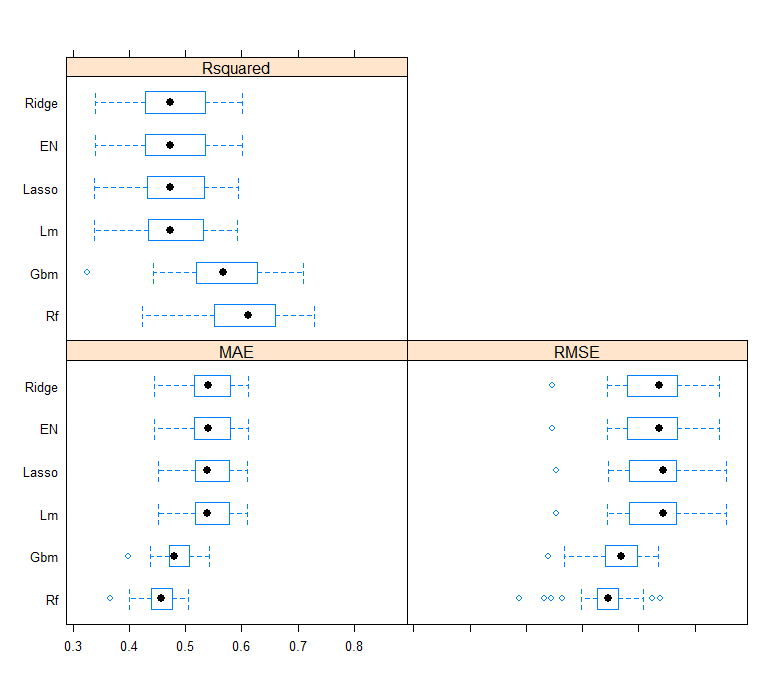 Rsquared
Ridge
EN
Lasso
Lm
Gbm
Rf
MAE
RMSE
Ridge
EN
Lasso
Lm
Gbm
Rf
0.3 0.4 0.5 0.6 0.7 0.8